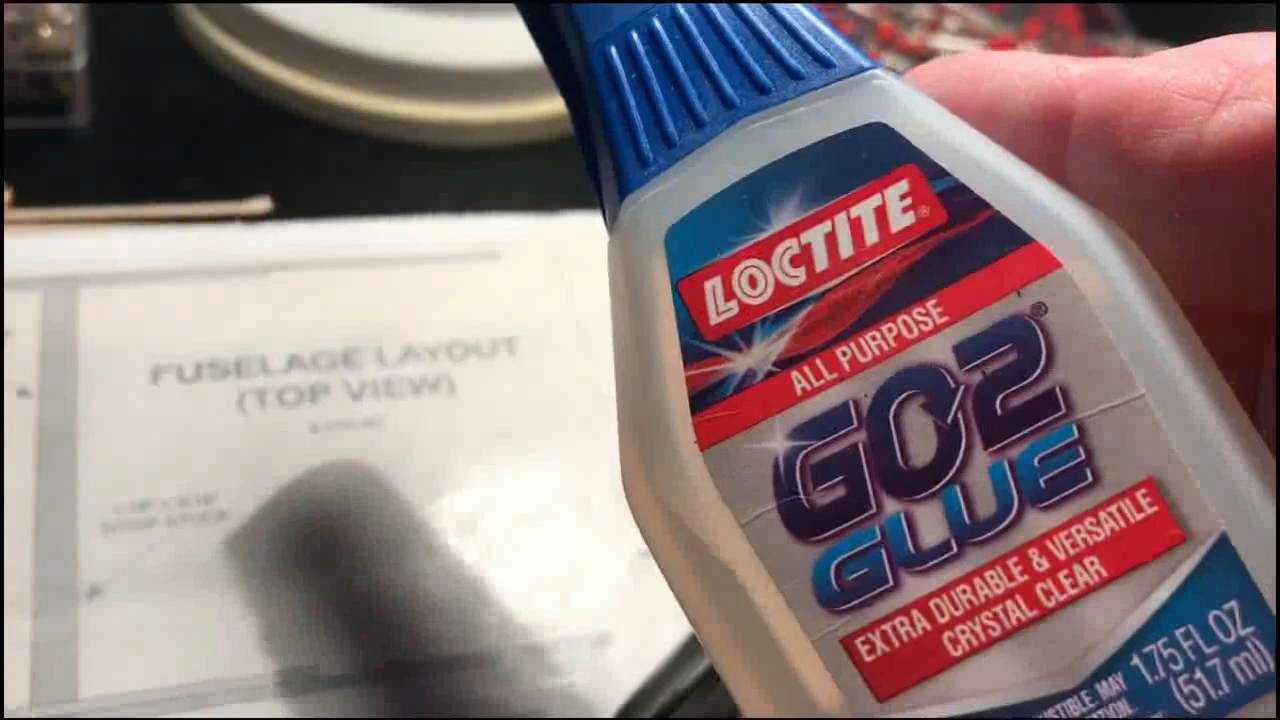 FUSELAGE LAYOUT
(TOP VIEW)
LOCTITE®
ALL PURPOSE
GO2®
GLUE
EXTRA DURABLE & VERSATILE
CRYSTAL CLEAR
1.75 FL OZ
(51.7 ml)
MAY